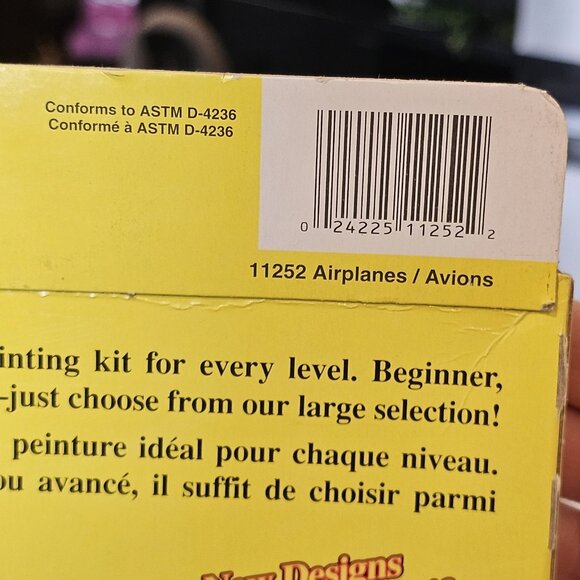 Conforms to ASTM D-4236
Conformé à ASTM D-4236
0 24225 11252 2
11252 Airplanes / Avions
inting kit for every level. Beginner,
–just choose from our large selection!
peinture idéal pour chaque niveau.
ou avancé, il suffit de choisir parmi
New Designs